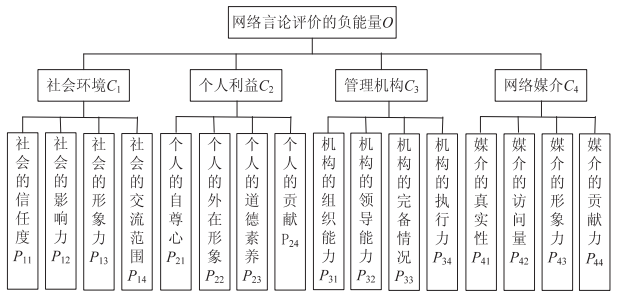 网络言论评价的负能量O
社会环境C1
个人利益C2
管理机构C3
网络媒介C4
社会的信任度P11
社会的影响力P12
社会的形象力P13
社会的交流范围P14
个人的自尊心P21
个人的外在形象P22
个人的道德素养P23
个人的贡献P24
机构的组织能力P31
机构的领导能力P32
机构的完备情况P33
机构的执行力P34
媒介的真实性P41
媒介的访问量P42
媒介的形象力P43
媒介的贡献力P44